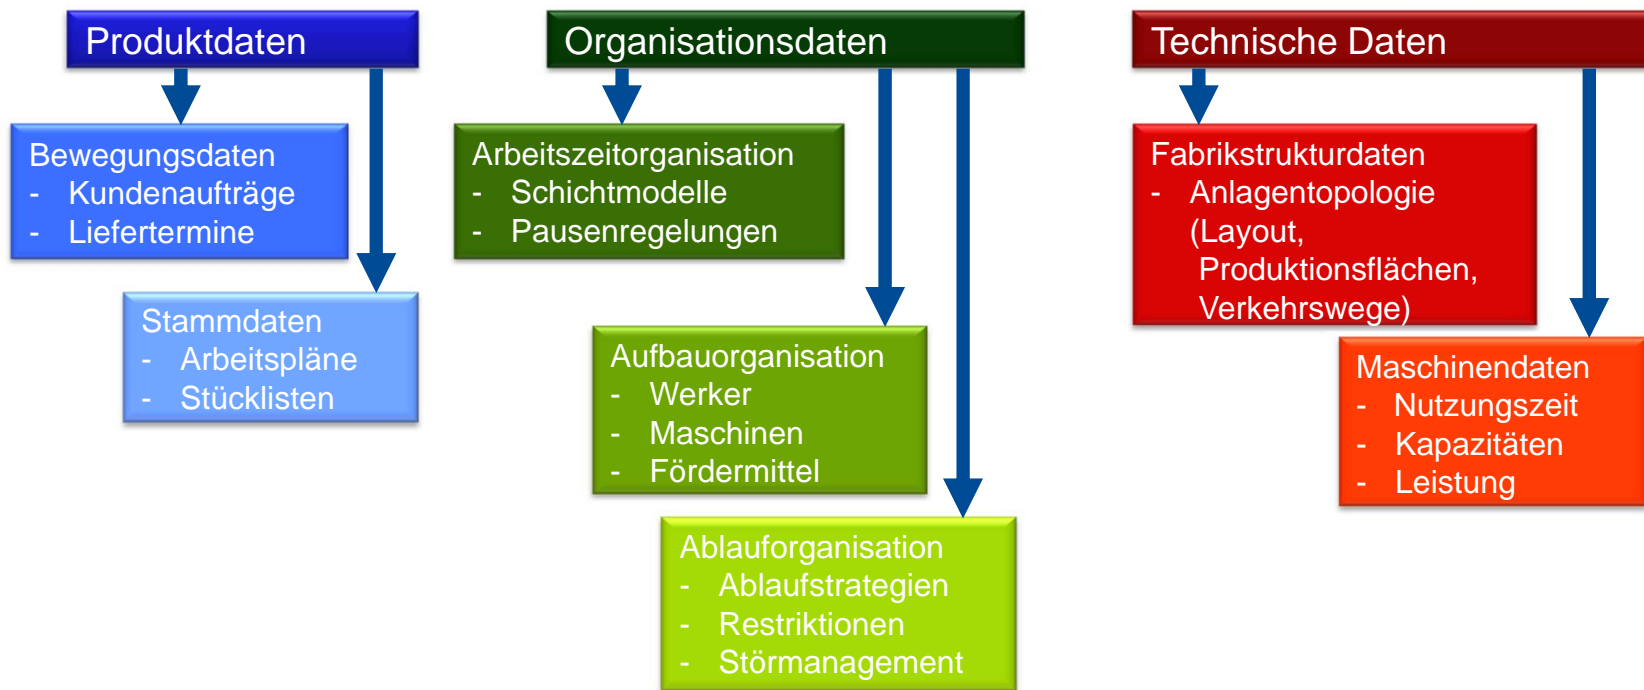 Produktdaten
Bewegungsdaten
- Kundenaufträge
- Liefertermine
Stammdaten
- Arbeitspläne
- Stücklisten
Organisationsdaten
Arbeitszeitorganisation
- Schichtmodelle
- Pausenregelungen
Aufbauorganisation
- Werker
- Maschinen
- Fördermittel
Ablauforganisation
- Ablaufstrategien
- Restriktionen
- Störmanagement
Technische Daten
Fabrikstrukturdaten
- Anlagentopologie
(Layout,
Produktionsflächen,
Verkehrswege)
Maschinendaten
- Nutzungszeit
- Kapazitäten
- Leistung